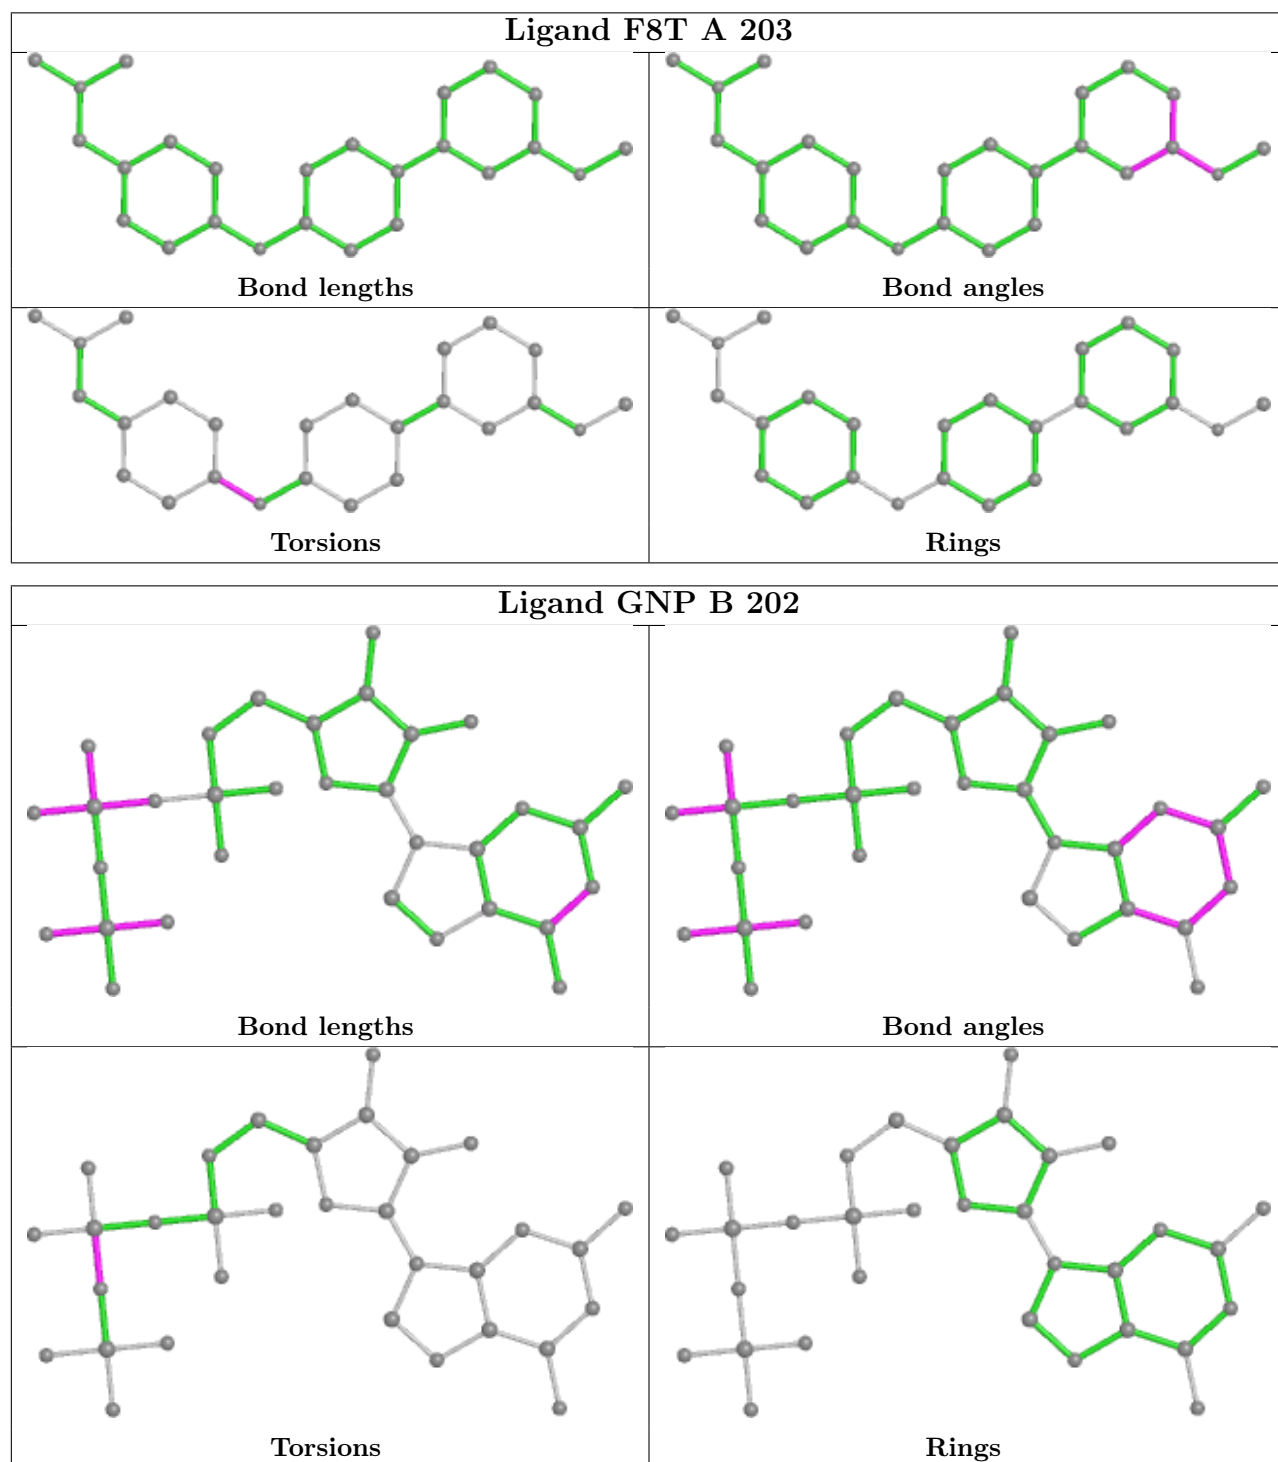 Ligand F8T A 203
Bond lengths
Bond angles
Torsions
Rings
Ligand GNP B 202
Bond lengths
Bond angles
Torsions
Rings